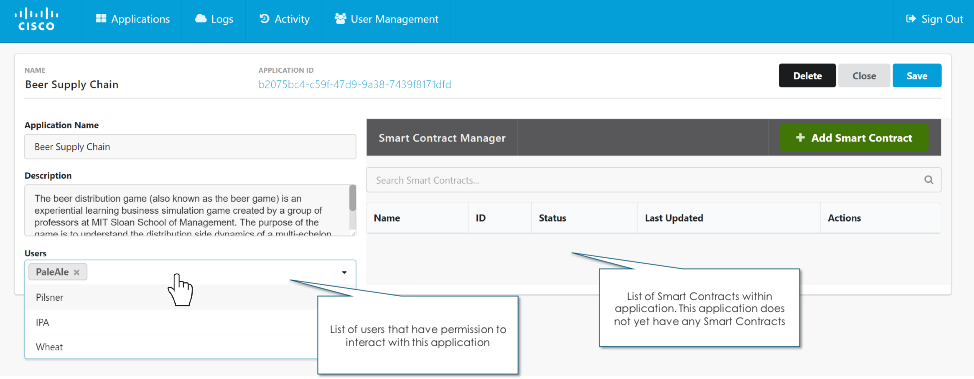 CISCO
Applications
Logs
Activity
User Management
Sign Out
NAME
Beer Supply Chain
APPLICATION ID
b2075bc4-c59f-47d9-9a38-7439f8171dfd
Delete
Close
Save
Application Name
Beer Supply Chain
Description
The beer distribution game (also known as the beer game) is an
experiential learning business simulation game created by a group of
professors at MIT Sloan School of Management. The purpose of the
game is to understand the distribution side dynamics of a multi-echelon
Users
PaleAle ×
Pilsner
IPA
Wheat
Smart Contract Manager
+ Add Smart Contract
Search Smart Contracts...
Name ID Status Last Updated Actions
List of users that have permission to
interact with this application
List of Smart Contracts within
application. This application does
not yet have any Smart Contracts